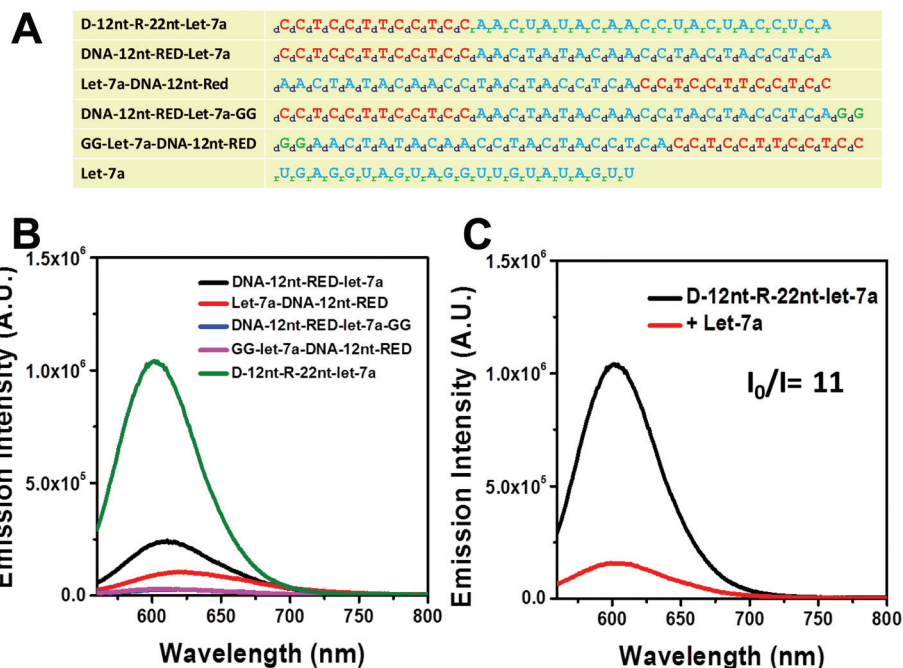 A
D-12nt-R-22nt-Let-7a dCdCdTdCdCdTdTdCdCdTdCdCrArArCrUrArUrArCrArArCrCrUrArCrUrArCrCrUrCrA
DNA-12nt-RED-Let-7a dCdCdTdCdCdTdTdCdCdTdCdCdAdAdCdTdAdTdAdCdAdAdCdCdTdAdCdTdAdCdCdTdCdA
Let-7a-DNA-12nt-Red dAdAdCdTdAdTdAdCdAdAdCdCdTdAdCdTdAdCdCdTdCdAdCdCdTdCdCdTdTdCdCdTdCdC
DNA-12nt-RED-Let-7a-GG dCdCdTdCdCdTdTdCdCdTdCdCdAdAdCdTdAdTdAdCdAdAdCdCdTdAdCdTdAdCdCdTdCdAdGdG
GG-Let-7a-DNA-12nt-RED dGdGdAdAdCdTdAdTdAdCdAdAdCdCdTdAdCdTdAdCdCdTdCdAdCdCdTdCdCdTdTdCdCdTdCdC
Let-7a rUrGrArGrGrUrArGrUrArGrGrUrUrGrUrArUrArGrUrU
B
Emission Intensity (A.U.)
1.5x10⁶
1.0x10⁶
5.0x10⁵
0.0
DNA-12nt-RED-let-7a
Let-7a-DNA-12nt-RED
DNA-12nt-RED-let-7a-GG
GG-let-7a-DNA-12nt-RED
D-12nt-R-22nt-let-7a
600 650 700 750 800
Wavelength (nm)
C
Emission Intensity (A.U.)
1.5x10⁶
1.0x10⁶
5.0x10⁵
0.0
D-12nt-R-22nt-let-7a
+ Let-7a
I₀/I= 11
600 650 700 750 800
Wavelength (nm)